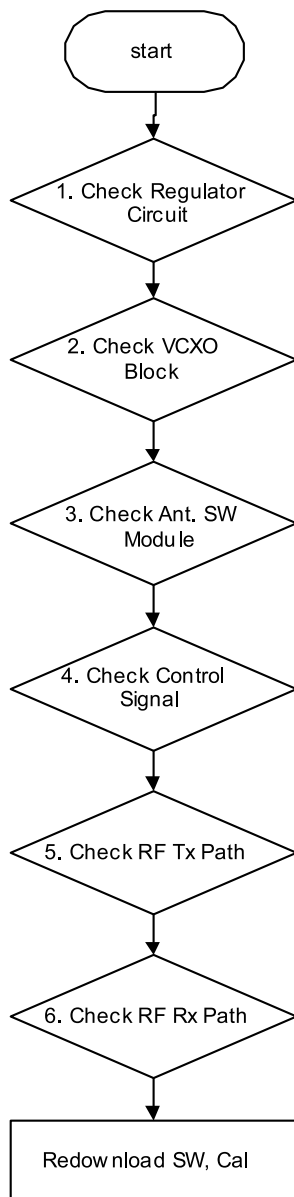 start
1. Check Regulator
Circuit
2. Check VCXO
Block
3. Check Ant. SW
Module
4. Check Control
Signal
5. Check RF Tx Path
6. Check RF Rx Path
Redownload SW, Cal